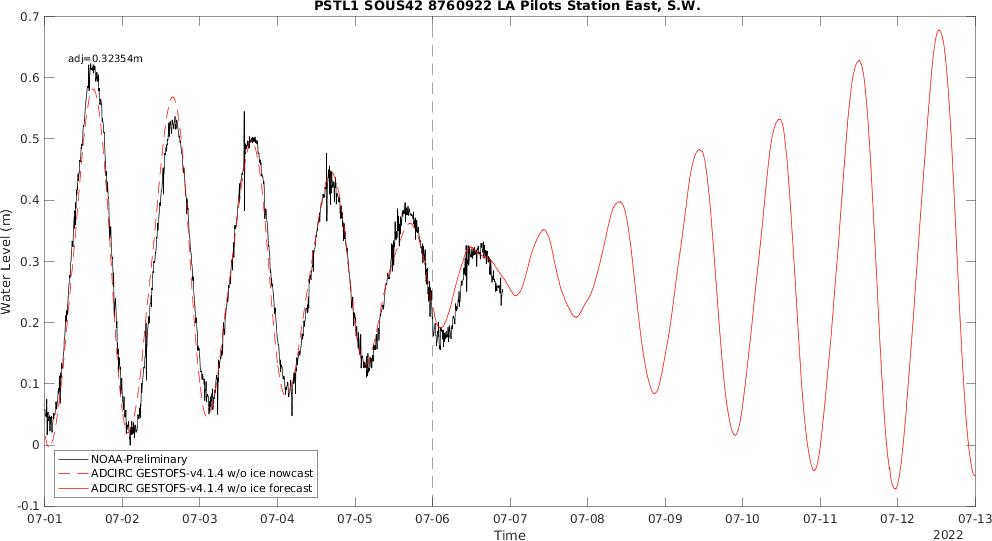 PSTL1 SOUS42 8760922 LA Pilots Station East, S.W.
0.7
adj=0.32354m
0.6
0.5
0.4
0.3
0.2
0.1
0
-0.1
Water Level (m)
NOAA-Preliminary
ADCIRC GESTOFS-v4.1.4 w/o ice nowcast
ADCIRC GESTOFS-v4.1.4 w/o ice forecast
07-01 07-02 07-03 07-04 07-05 07-06 07-07 07-08 07-09 07-10 07-11 07-12 07-13
Time
2022